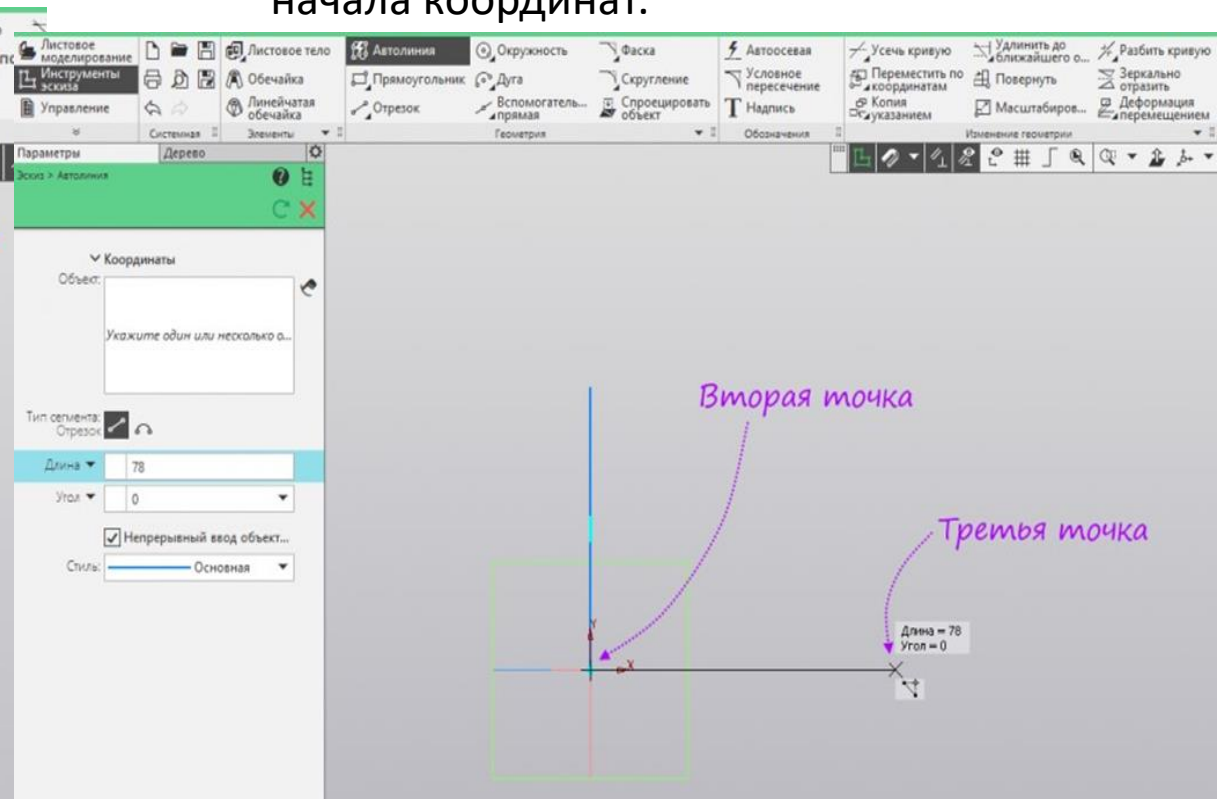 начала координат.
Листовое моделирование
Инструменты эскиза
Управление
Системная
Листовое тело
Обечайка
Линейчатая обечайка
Элементы
Автолиния
Прямоугольник
Отрезок
Окружность
Дуга
Вспомогатель... прямая
Фаска
Скругление
Спроецировать объект
Геометрия
Автоосевая
Условное пересечение
Надпись
Обозначения
Усечь кривую
Переместить по координатам
Копия указанием
Удлинить до ближайшего о...
Повернуть
Масштабиров...
Разбить кривую
Зеркально отразить
Деформация перемещением
Изменение геометрии
Параметры
Дерево
Эскиз > Автолиния
Координаты
Объект:
Укажите один или несколько о...
Тип сегмента:
Отрезок
Длина 78
Угол 0
Непрерывный ввод объект...
Стиль: Основная
Вторая точка
Третья точка
Длина = 78
Угол = 0
Y
X